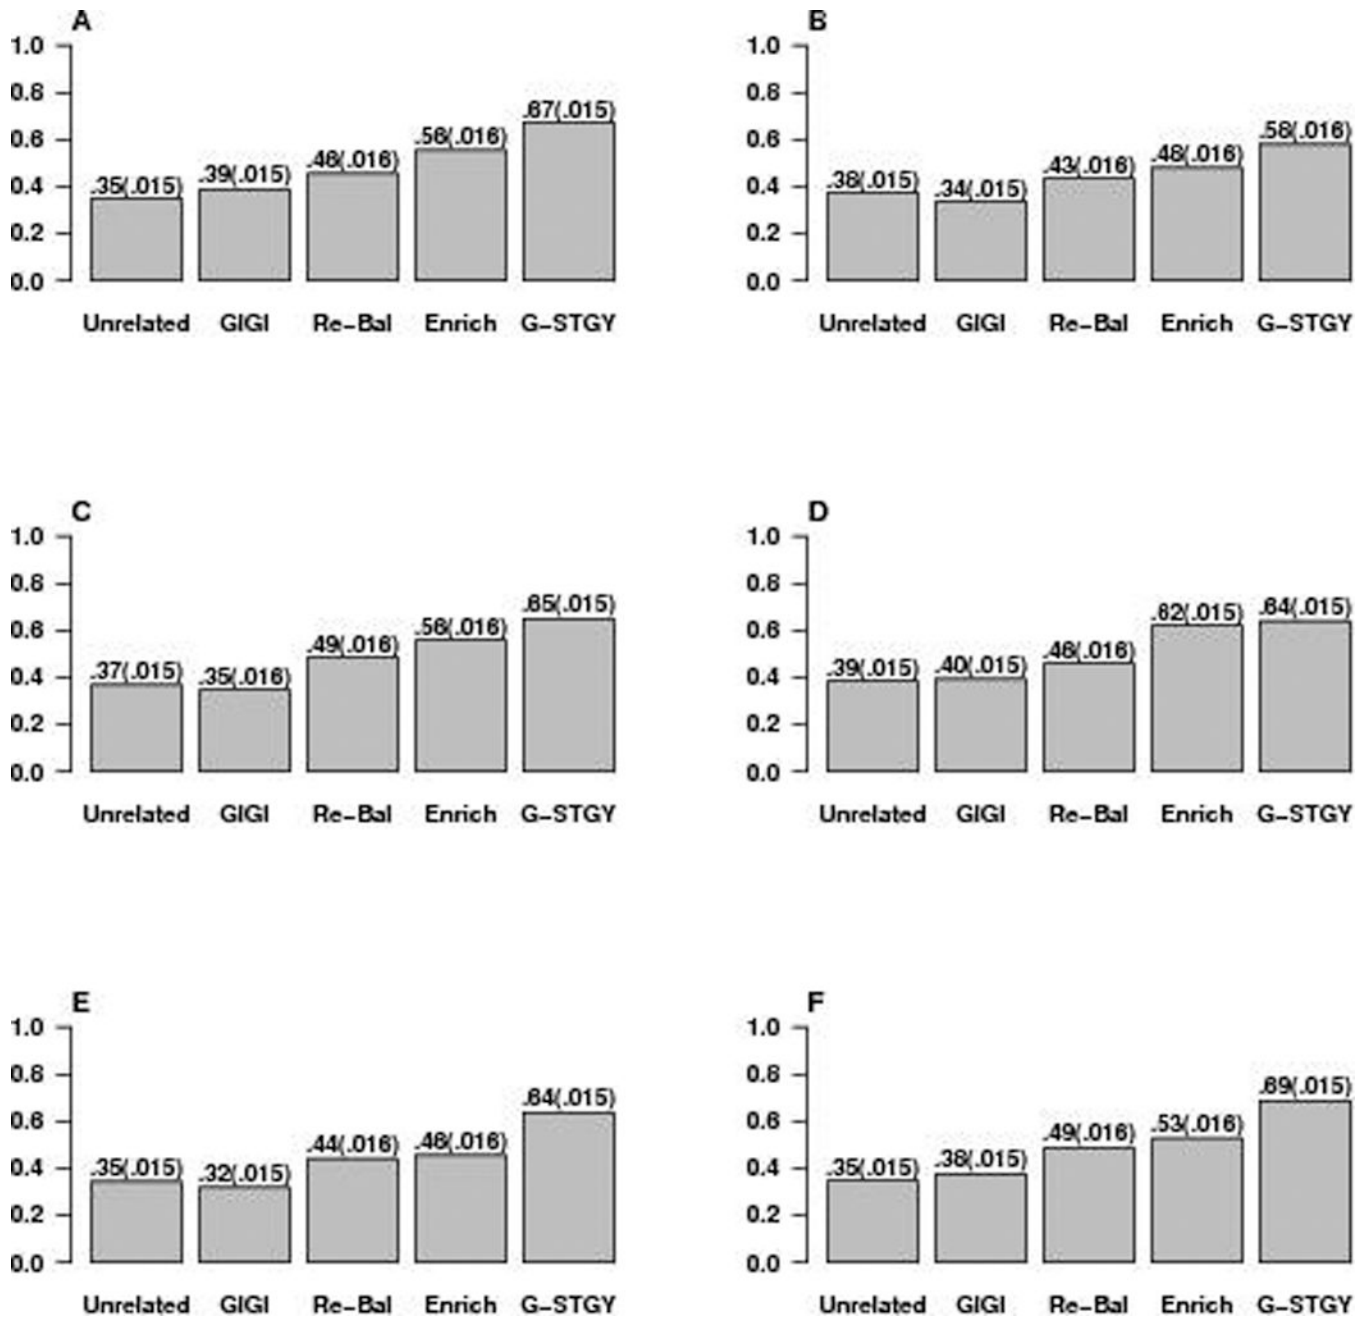 A
1.0
0.8
0.6
0.4
0.2
0.0
.35(.015) .39(.015) .46(.016) .56(.016) .67(.015)
Unrelated GIGI Re-Bal Enrich G-STGY
B
1.0
0.8
0.6
0.4
0.2
0.0
.38(.015) .34(.015) .43(.016) .48(.016) .58(.016)
Unrelated GIGI Re-Bal Enrich G-STGY
C
1.0
0.8
0.6
0.4
0.2
0.0
.37(.015) .35(.016) .49(.016) .56(.016) .65(.015)
Unrelated GIGI Re-Bal Enrich G-STGY
D
1.0
0.8
0.6
0.4
0.2
0.0
.39(.015) .40(.015) .46(.016) .62(.015) .64(.015)
Unrelated GIGI Re-Bal Enrich G-STGY
E
1.0
0.8
0.6
0.4
0.2
0.0
.35(.015) .32(.015) .44(.016) .46(.016) .64(.015)
Unrelated GIGI Re-Bal Enrich G-STGY
F
1.0
0.8
0.6
0.4
0.2
0.0
.35(.015) .38(.015) .49(.016) .53(.016) .69(.015)
Unrelated GIGI Re-Bal Enrich G-STGY